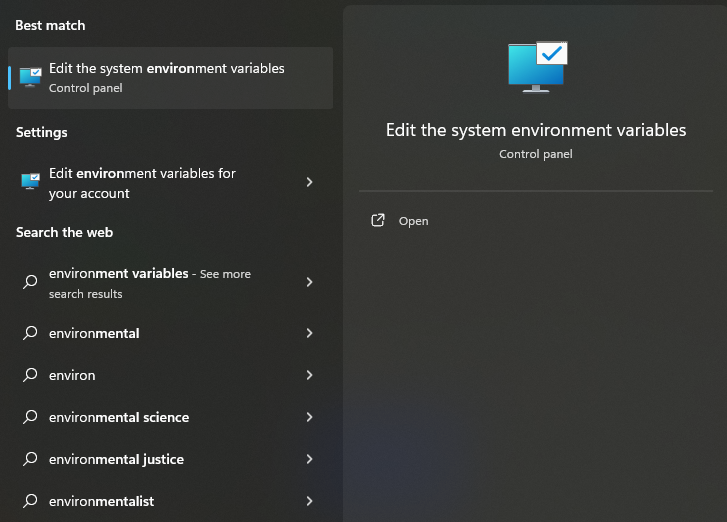 Best match
Edit the system environment variables
Control panel
Settings
Edit environment variables for
your account
Search the web
environment variables - See more
search results
environmental
environ
environmental science
environmental justice
environmentalist
Edit the system environment variables
Control panel
Open